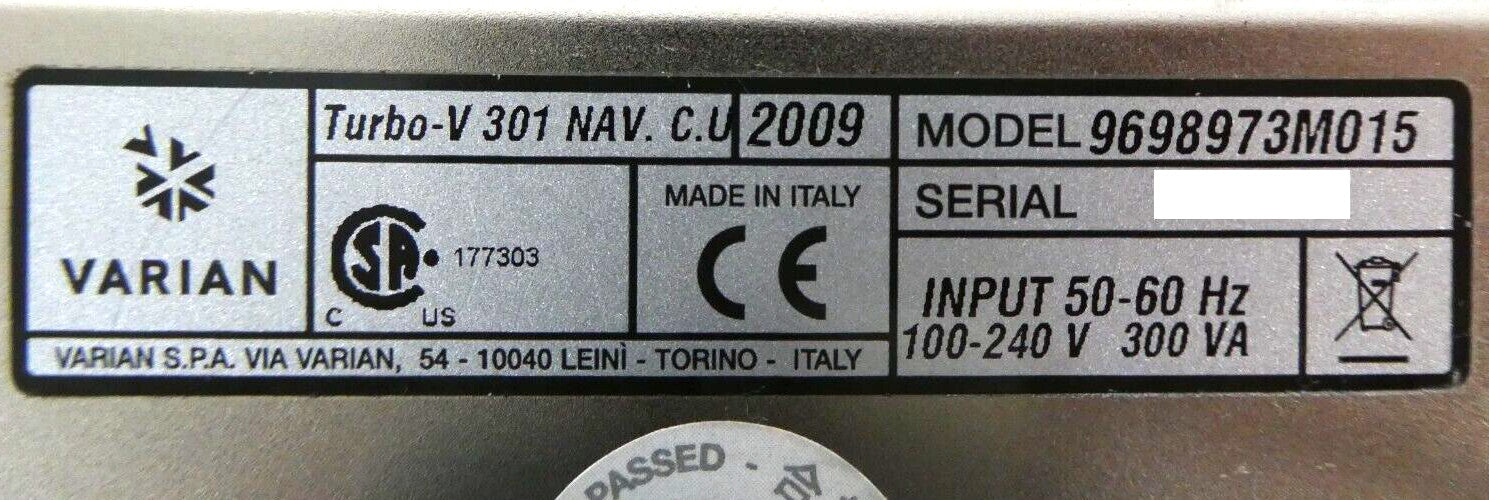 VARIAN
Turbo-V 301 NAV. C.U
2009
MODEL 9698973M015
SERIAL
CSA
177303
C US
MADE IN ITALY
CE
INPUT 50-60 Hz
100-240 V 300 VA
VARIAN S.P.A. VIA VARIAN, 54 - 10040 LEINÌ - TORINO - ITALY
PASSED -